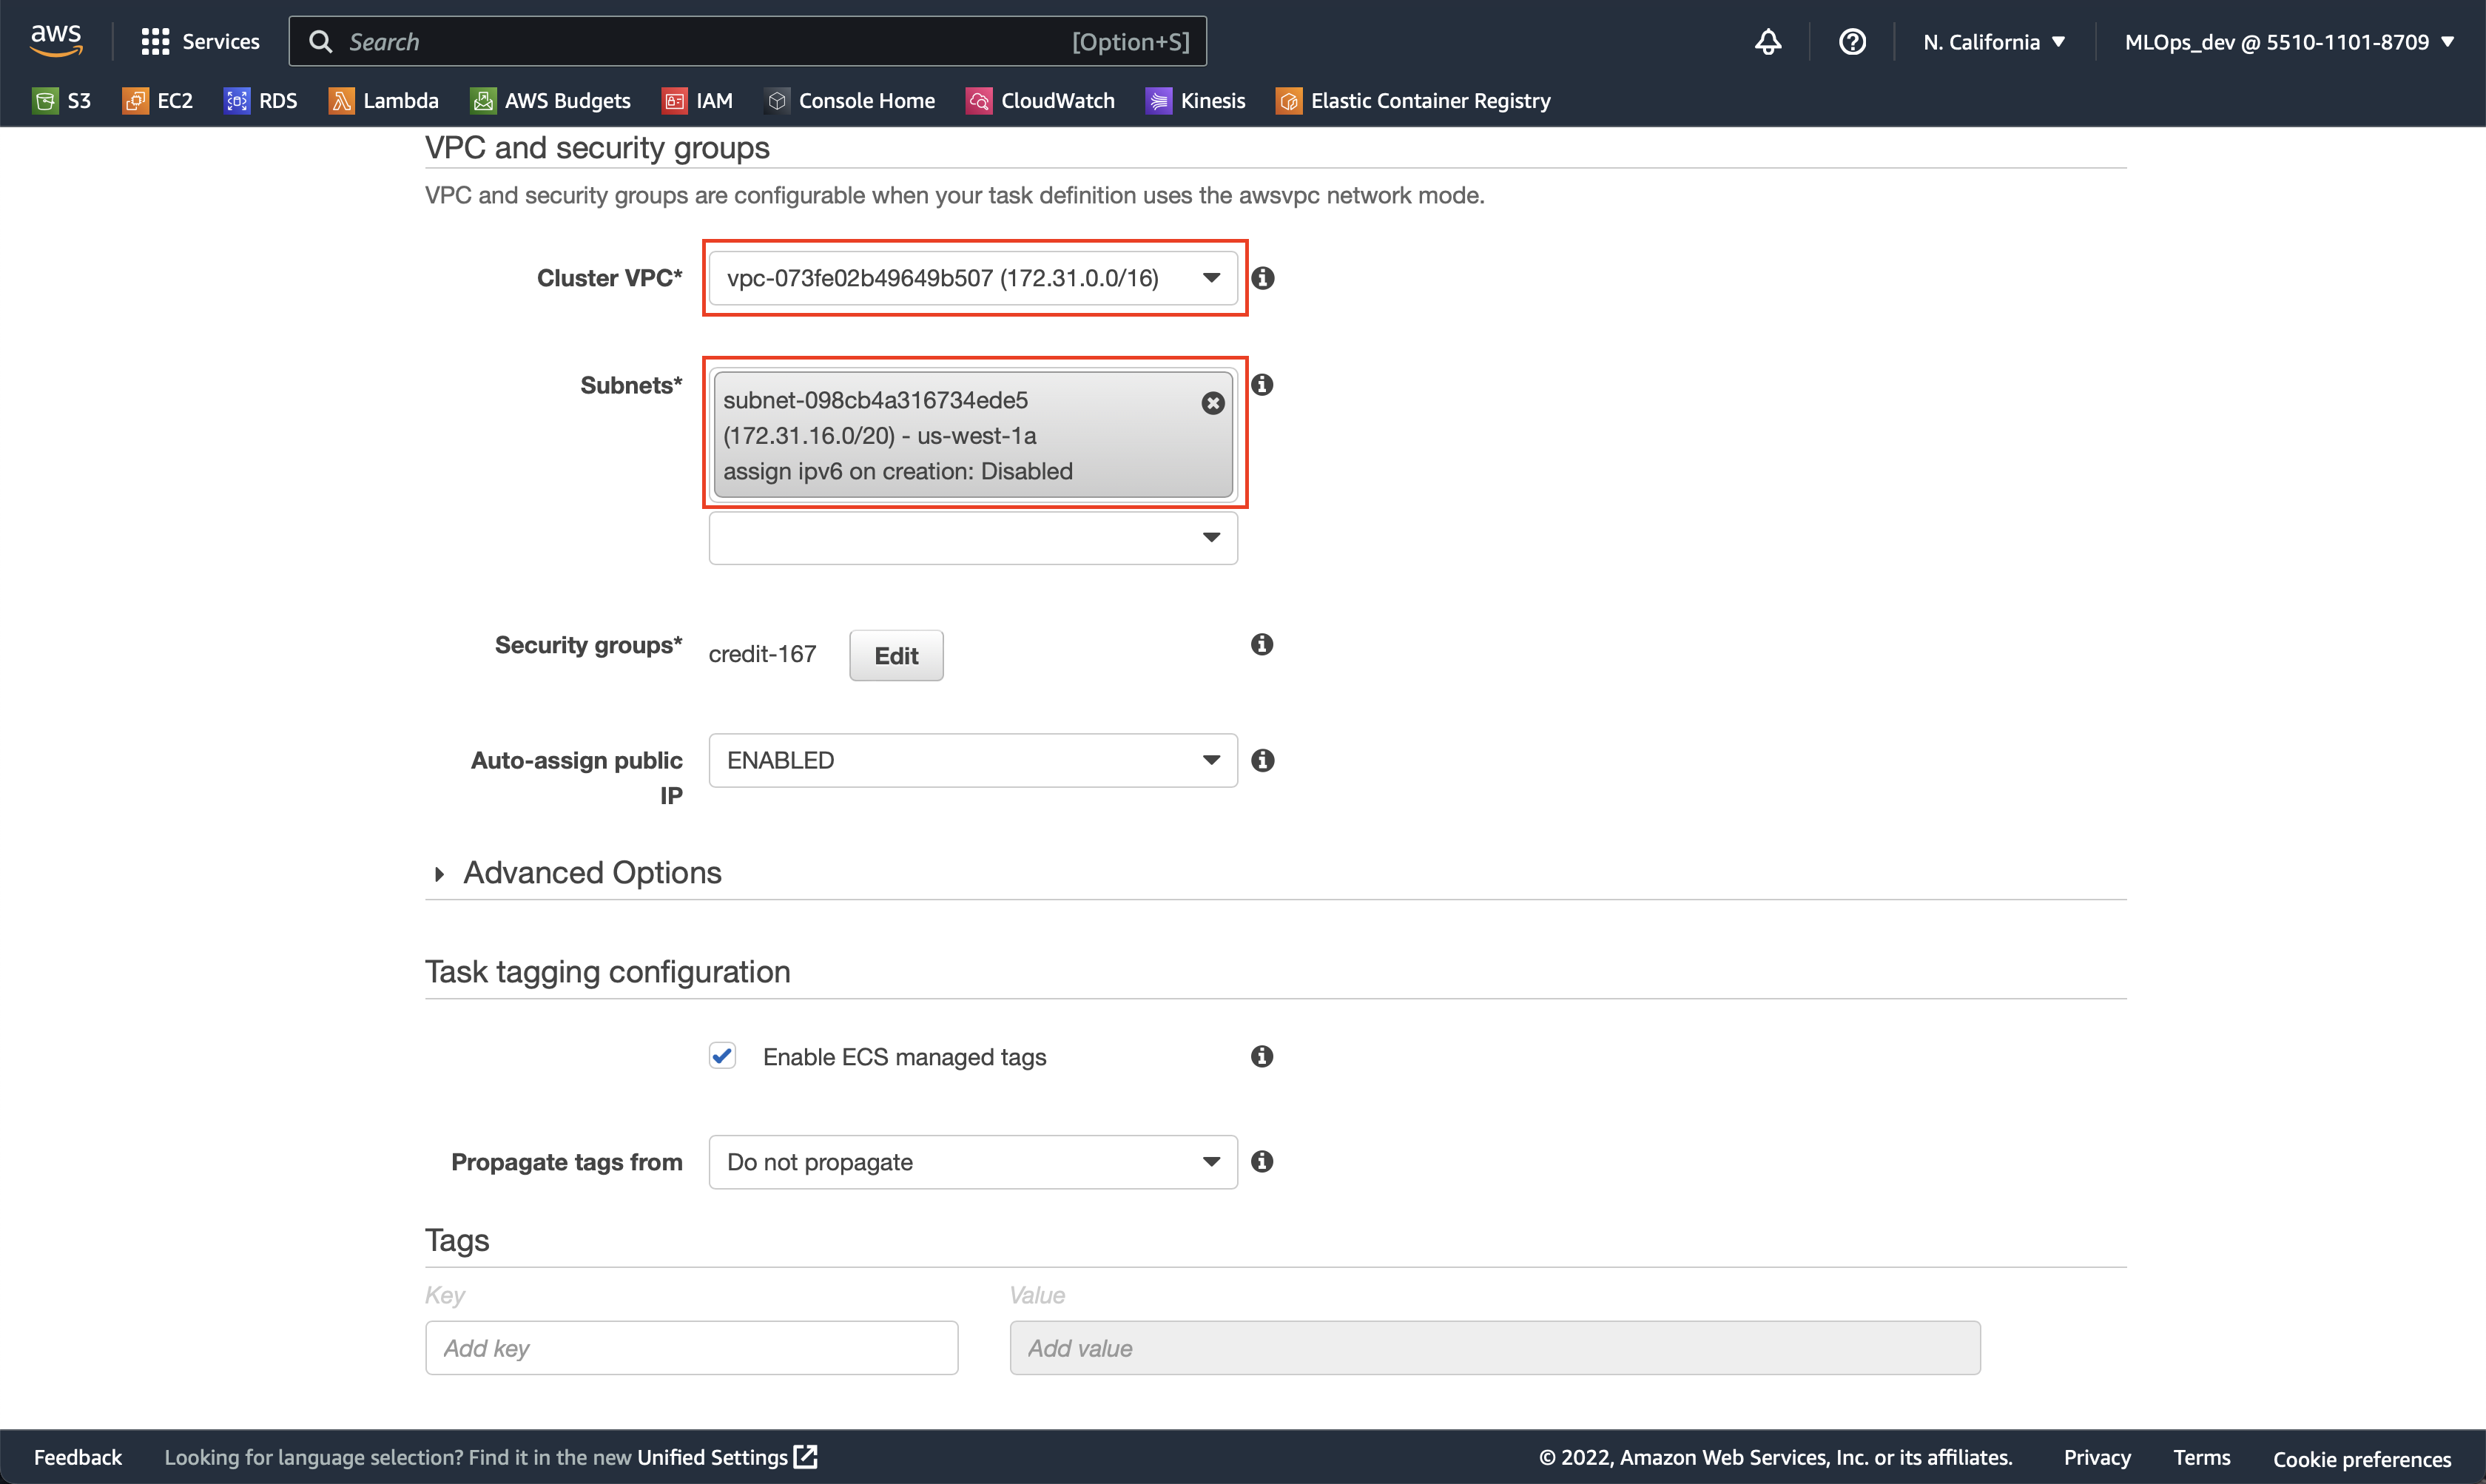 aws
Services
Search
[Option+S]
N. California
MLOps_dev @ 5510-1101-8709
S3
EC2
RDS
Lambda
AWS Budgets
IAM
Console Home
CloudWatch
Kinesis
Elastic Container Registry
VPC and security groups
VPC and security groups are configurable when your task definition uses the awsvpc network mode.
Cluster VPC*
vpc-073fe02b49649b507 (172.31.0.0/16)
Subnets*
subnet-098cb4a316734ede5
(172.31.16.0/20) - us-west-1a
assign ipv6 on creation: Disabled
Security groups*
credit-167
Edit
Auto-assign public
IP
ENABLED
Advanced Options
Task tagging configuration
Enable ECS managed tags
Propagate tags from
Do not propagate
Tags
Key
Value
Add key
Add value
Feedback
Looking for language selection? Find it in the new Unified Settings
© 2022, Amazon Web Services, Inc. or its affiliates.
Privacy
Terms
Cookie preferences